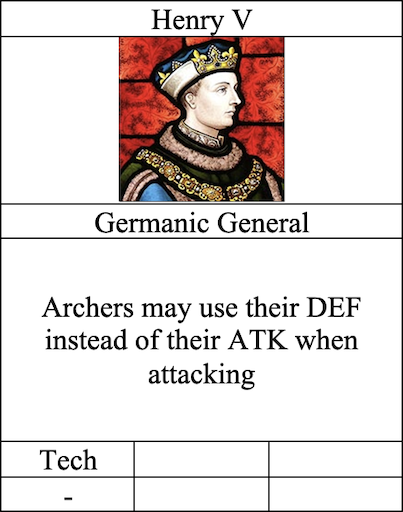 Henry V
Germanic General
Archers may use their DEF
instead of their ATK when
attacking
Tech
-